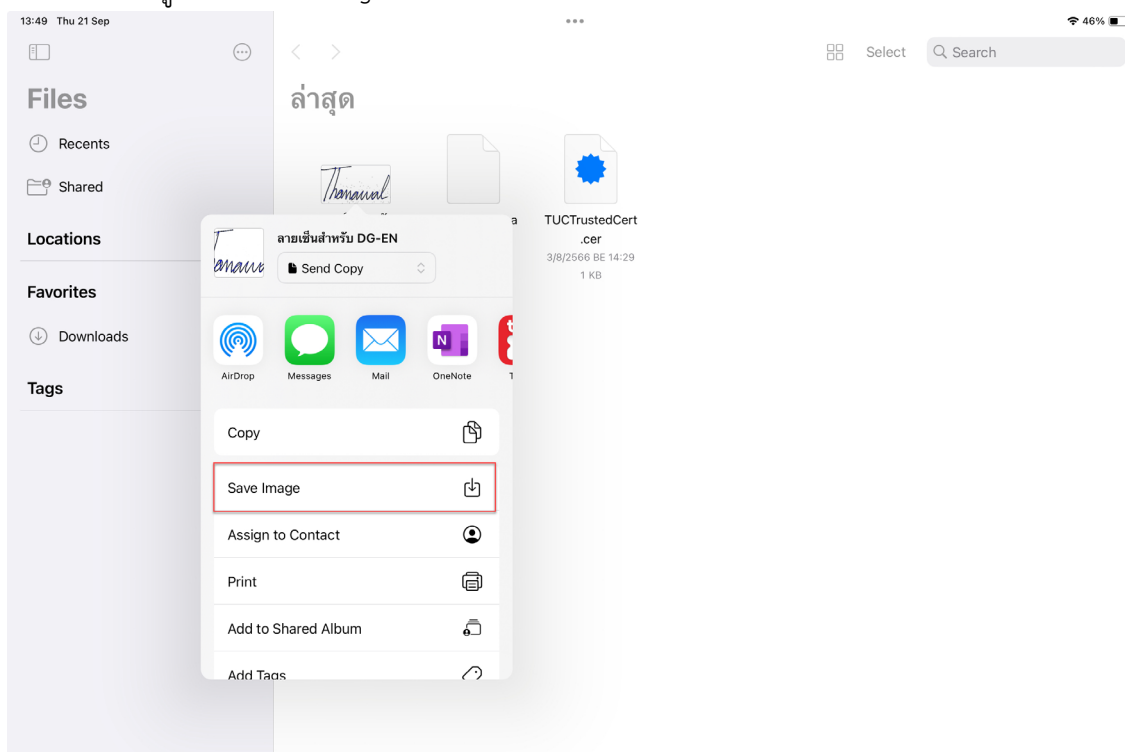 13:49 Thu 21 Sep
46%
Select
Search
Files
ล่าสุด
Recents
Shared
Locations
Favorites
Downloads
Tags
Thanawal
TUCTrustedCert
.cer
3/8/2566 BE 14:29
1 KB
ลายเซ็นสำหรับ DG-EN
Send Copy
AirDrop
Messages
Mail
OneNote
Copy
Save Image
Assign to Contact
Print
Add to Shared Album
Add Tags